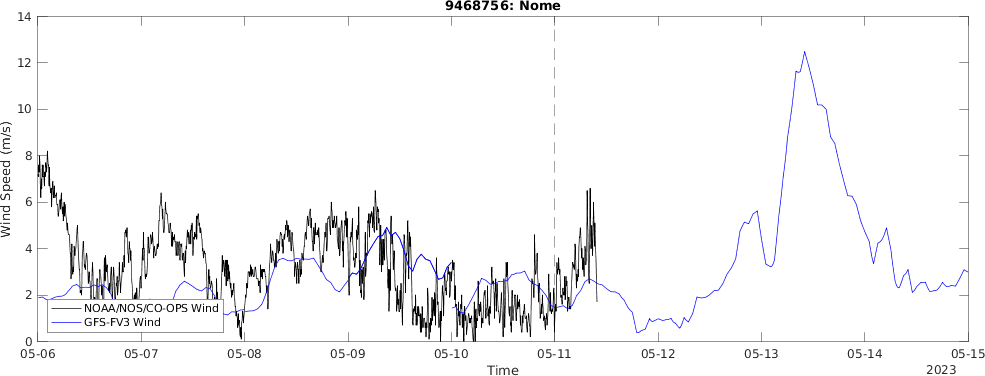 9468756: Nome
14
12
10
8
6
4
2
0
Wind Speed (m/s)
NOAA/NOS/CO-OPS Wind
GFS-FV3 Wind
05-06 05-07 05-08 05-09 05-10 05-11 05-12 05-13 05-14 05-15
Time
2023